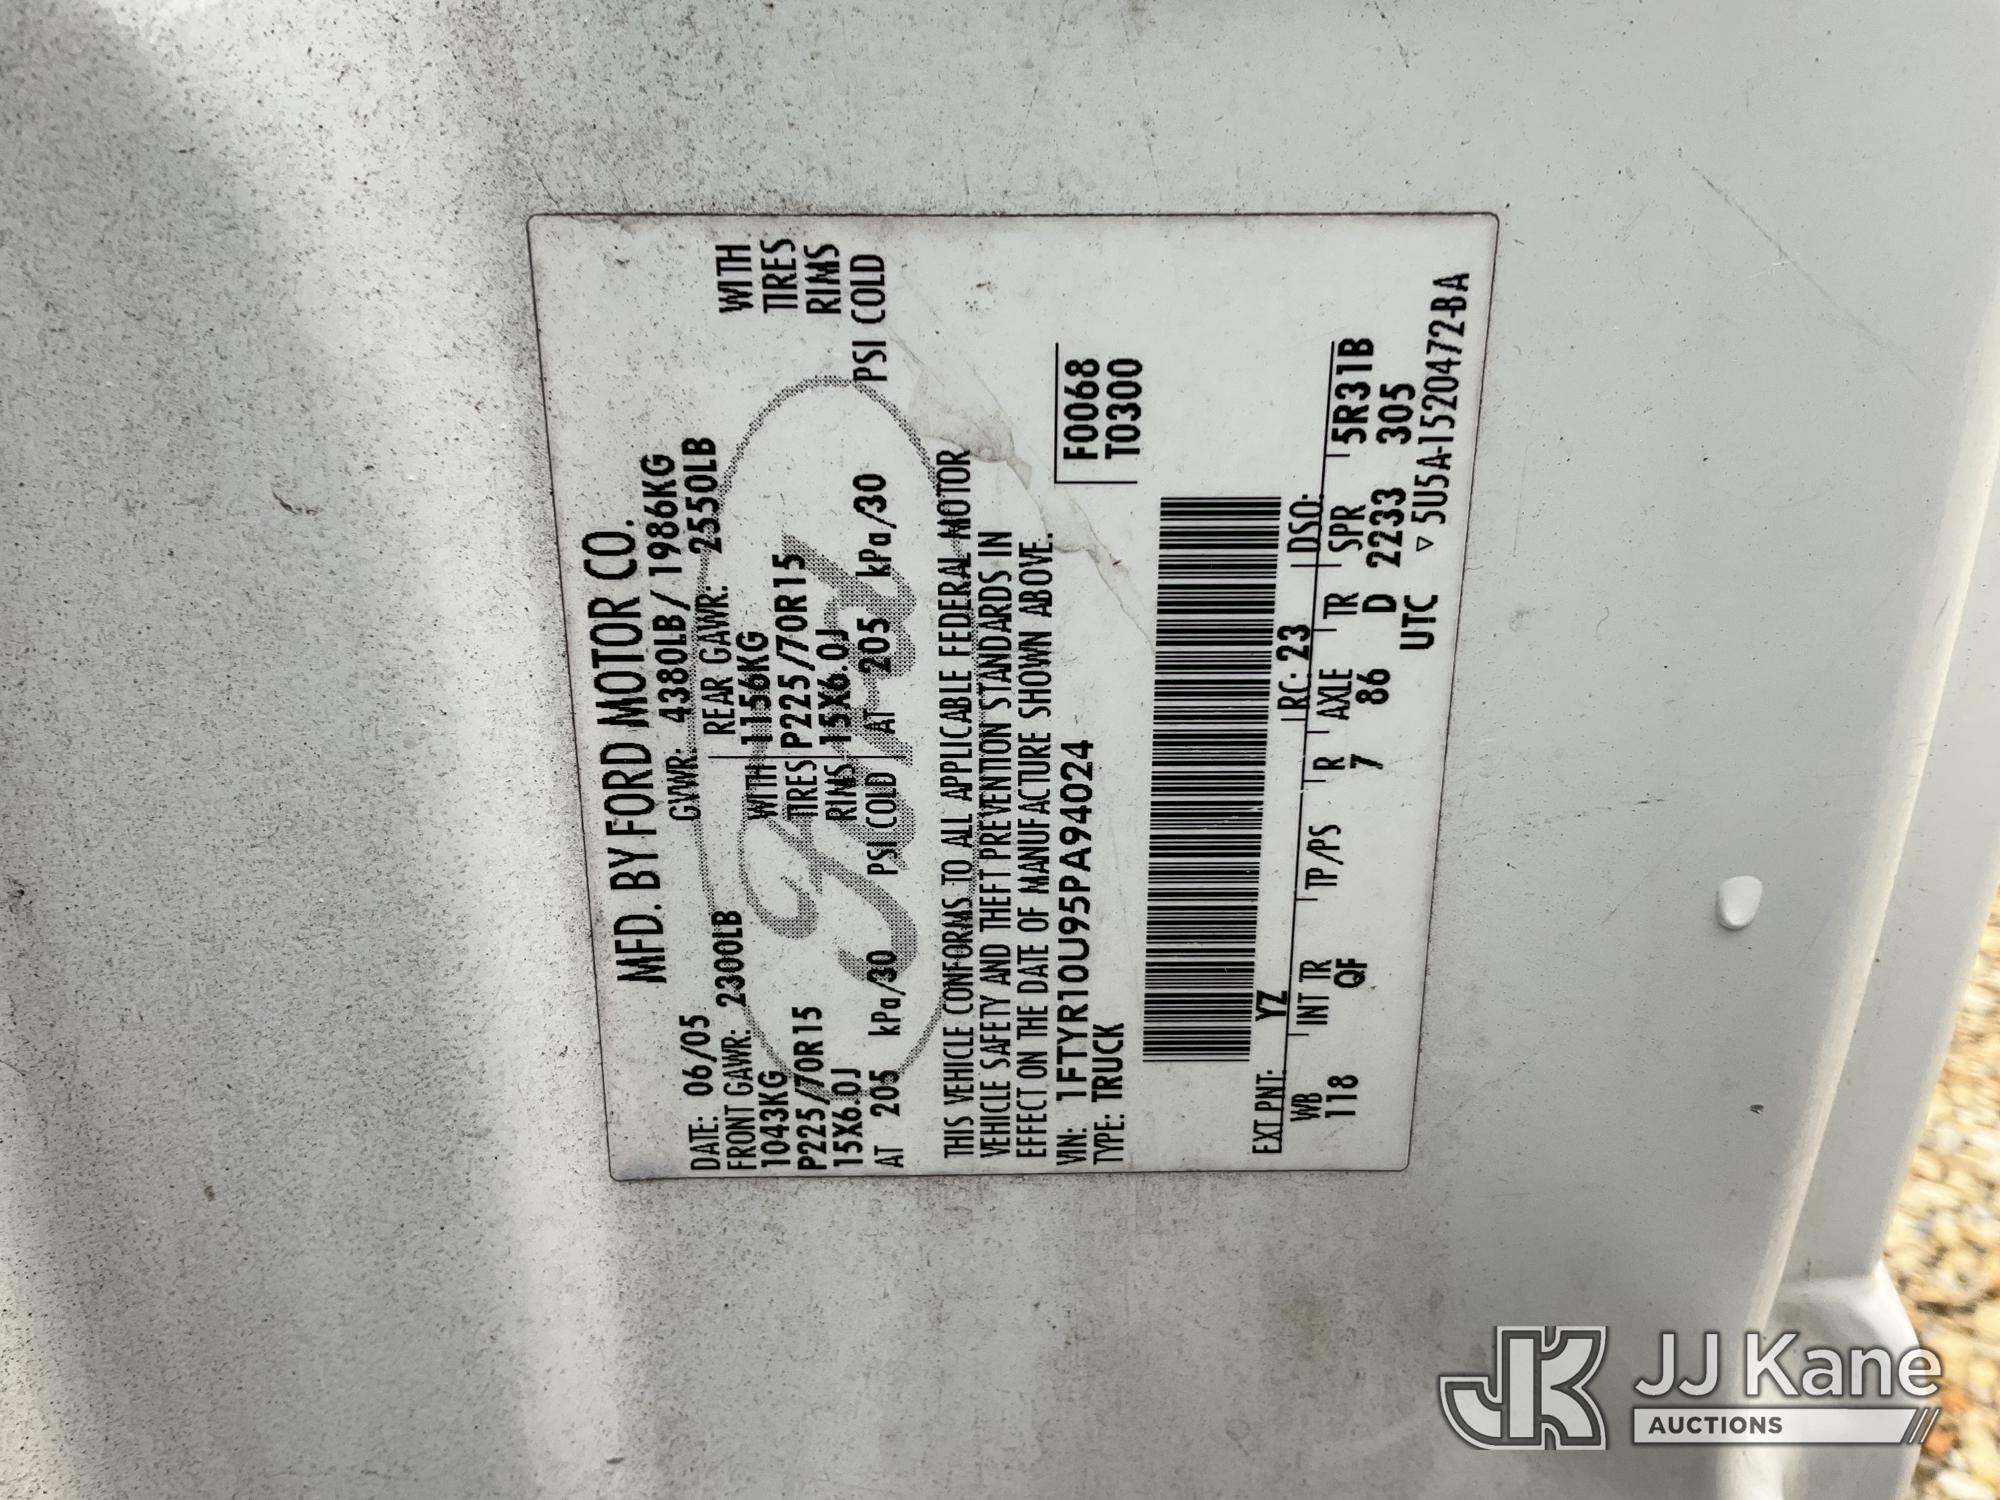 MFD. BY FORD MOTOR CO.
DATE: 06/05 GVWR: 4380LB/ 1986KG
FRONT GAWR: 2300LB REAR GAWR: 2550LB
1043KG WITH 1156KG WITH
P225/70R15 TIRES P225/70R15 TIRES
15X6.0J RIMS 15X6.0J RIMS
AT 205 kPa/30 PSI COLD AT 205 kPa/30 PSI COLD
Ford
THIS VEHICLE CONFORMS TO ALL APPLICABLE FEDERAL MOTOR
VEHICLE SAFETY AND THEFT PREVENTION STANDARDS IN
EFFECT ON THE DATE OF MANUFACTURE SHOWN ABOVE.
VIN: 1FTYR10U95PA94024 F0068
TYPE: TRUCK T0300
EXT PNT: YZ RC: 23 DSO:
WB INT TR TP/PS R AXLE TR SPR 5R31B
118 QF 7 86 D 2233 305
UTC ▽ 5U5A-1520472-BA
JK JJ Kane
AUCTIONS